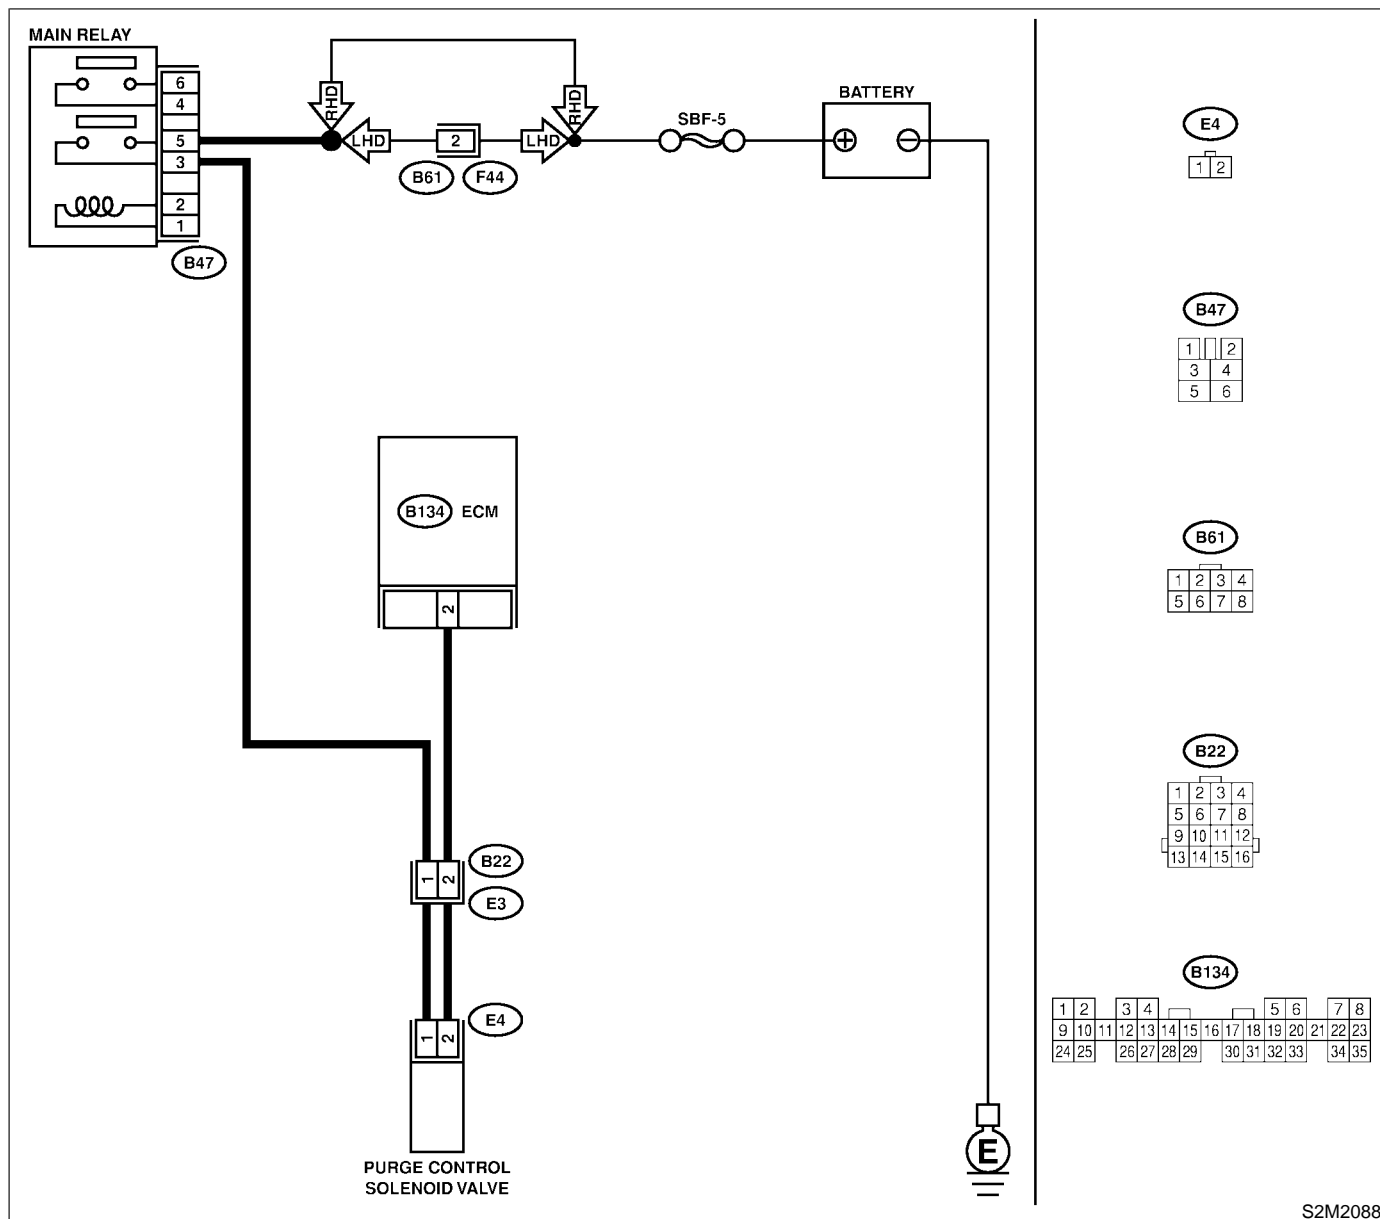 MAIN RELAY
6
4
5
3
2
1
B47
RHD
LHD
2
LHD
RHD
B61
F44
SBF-5
BATTERY
+
−
B134 ECM
2
1 2
B22
E3
1 2
E4
PURGE CONTROL
SOLENOID VALVE
E
E4
1 2
B47
1 2
3 4
5 6
B61
1 2 3 4
5 6 7 8
B22
1 2 3 4
5 6 7 8
9 10 11 12
13 14 15 16
B134
1 2 3 4 5 6 7 8
9 10 11 12 13 14 15 16 17 18 19 20 21 22 23
24 25 26 27 28 29 30 31 32 33 34 35
S2M2088